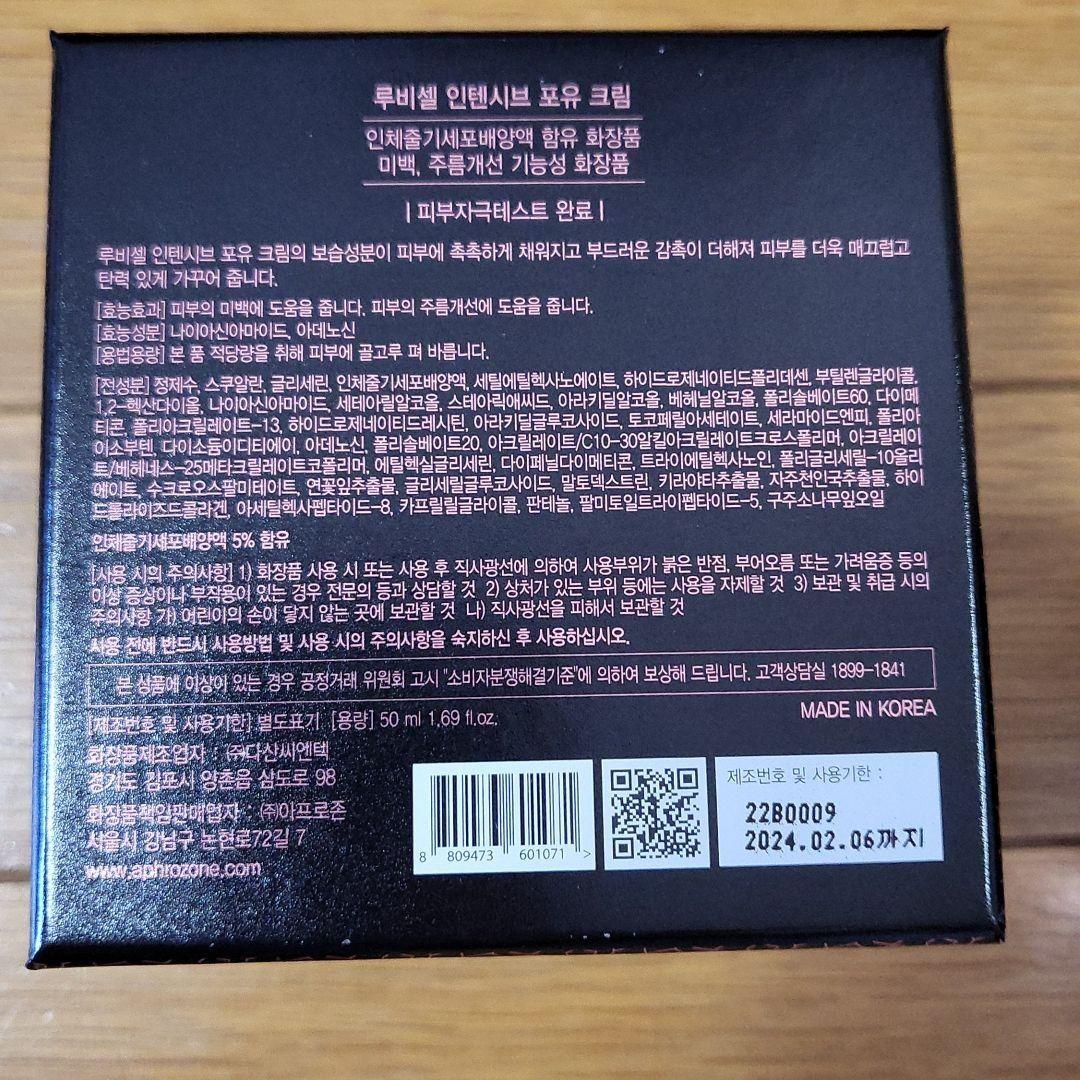 루비셀 인텐시브 포유 크림
인체줄기세포배양액 함유 화장품
미백, 주름개선 기능성 화장품
| 피부자극테스트 완료 |
루비셀 인텐시브 포유 크림의 보습성분이 피부에 촉촉하게 채워지고 부드러운 감촉이 더해져 피부를 더욱 매끄럽고
탄력 있게 가꾸어 줍니다.
[효능효과] 피부의 미백에 도움을 줍니다. 피부의 주름개선에 도움을 줍니다.
[효능성분] 나이아신아마이드, 아데노신
[용법용량] 본 품 적당량을 취해 피부에 골고루 펴 바릅니다.
[전성분] 정제수, 스쿠알란, 글리세린, 인체줄기세포배양액, 세틸에틸헥사노에이트, 하이드로제네이티드폴리데센, 부틸렌글라이콜,
1,2-헥산다이올, 나이아신아마이드, 세테아릴알코올, 스테아릭애씨드, 아라키딜알코올, 베헤닐알코올, 폴리솔베이트60, 다이메
티콘, 폴리아크릴레이트-13, 하이드로제네이티드레시틴, 아라키딜글루코사이드, 토코페릴아세테이트, 세라마이드엔피, 폴리아
이소부텐, 다이소듐이디티에이, 아데노신, 폴리솔베이트20, 아크릴레이트/C10-30알킬아크릴레이트크로스폴리머, 아크릴레이
트/베헤네스-25메타크릴레이트코폴리머, 에틸헥실글리세린, 다이페닐다이메티콘, 트라이에틸헥사노인, 폴리글리세릴-10올리
에이트, 수크로오스팔미테이트, 연꽃잎추출물, 글리세릴글루코사이드, 말토덱스트린, 키라야타추출물, 자주천인국추출물, 하이
드롤라이즈드콜라겐, 아세틸헥사펩타이드-8, 카프릴릴글라이콜, 판테놀, 팔미토일트라이펩타이드-5, 구주소나무잎오일
인체줄기세포배양액 5% 함유
[사용 시의 주의사항] 1) 화장품 사용 시 또는 사용 후 직사광선에 의하여 사용부위가 붉은 반점, 부어오름 또는 가려움증 등의
이상 증상이나 부작용이 있는 경우 전문의 등과 상담할 것 2) 상처가 있는 부위 등에는 사용을 자제할 것 3) 보관 및 취급 시의
주의사항 가) 어린이의 손이 닿지 않는 곳에 보관할 것 나) 직사광선을 피해서 보관할 것
사용 전에 반드시 사용방법 및 사용 시의 주의사항을 숙지하신 후 사용하십시오.
본 상품에 이상이 있는 경우 공정거래 위원회 고시 "소비자분쟁해결기준"에 의하여 보상해 드립니다. 고객상담실 1899-1841
[제조번호 및 사용기한] 별도표기 [용량] 50 ml 1.69 fl.oz.
MADE IN KOREA
화장품제조업자 : ㈜다산씨엔텍
경기도 김포시 양촌읍 삼도로 98
화장품책임판매업자 : ㈜아프로존
서울시 강남구 논현로72길 7
www.aphrozone.com
8 809473 601071 >
제조번호 및 사용기한 :
22B0009
2024.02.06까지